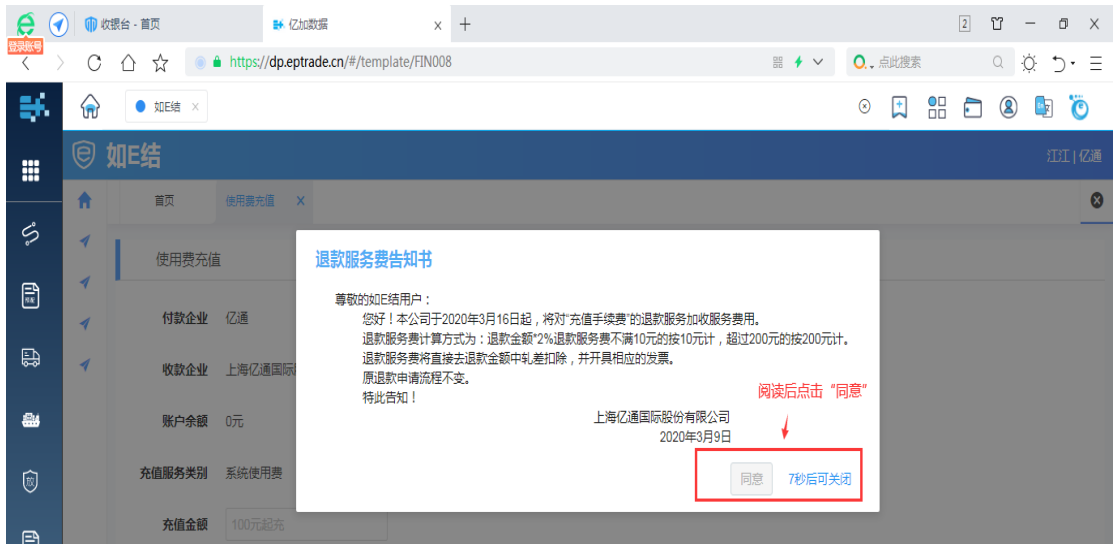 收银台 - 首页
亿加数据
2
登录账号
https://dp.eptrade.cn/#/template/FIN008
点此搜索
如E结
如E结
江江 | 亿通
首页
使用费充值
使用费充值
退款服务费告知书
尊敬的如E结用户：
您好！本公司于2020年3月16日起，将对“充值手续费”的退款服务加收服务费用。
退款服务费计算方式为：退款金额*2%退款服务费不满10元的按10元计，超过200元的按200元计。
退款服务费将直接去退款金额中轧差扣除，并开具相应的发票。
原退款申请流程不变。
特此告知！
阅读后点击“同意”
上海亿通国际股份有限公司
2020年3月9日
同意
7秒后可关闭
付款企业 亿通
收款企业 上海亿通国际
账户余额 0元
充值服务类别 系统使用费
充值金额 100元起充